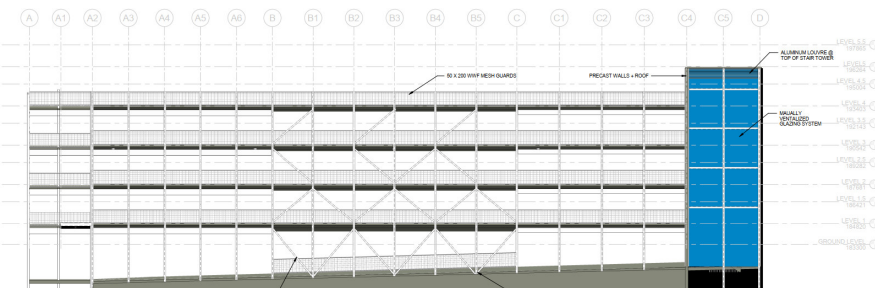 A A1 A2 A3 A4 A5 A6 B B1 B2 B3 B4 B5 C C1 C2 C3 C4 C5 D
LEVEL 5.5
ALUMINUM LOUVRE @
TOP OF STAIR TOWER
LEVEL 5
50 X 200 WWF MESH GUARDS
PRECAST WALLS + ROOF
LEVEL 4.5
LEVEL 4
MAUALLY
VENTALIZED
GLAZING SYSTEM
LEVEL 3.5
LEVEL 3
LEVEL 2.5
LEVEL 2
LEVEL 1.5
LEVEL 1
GROUND LEVEL